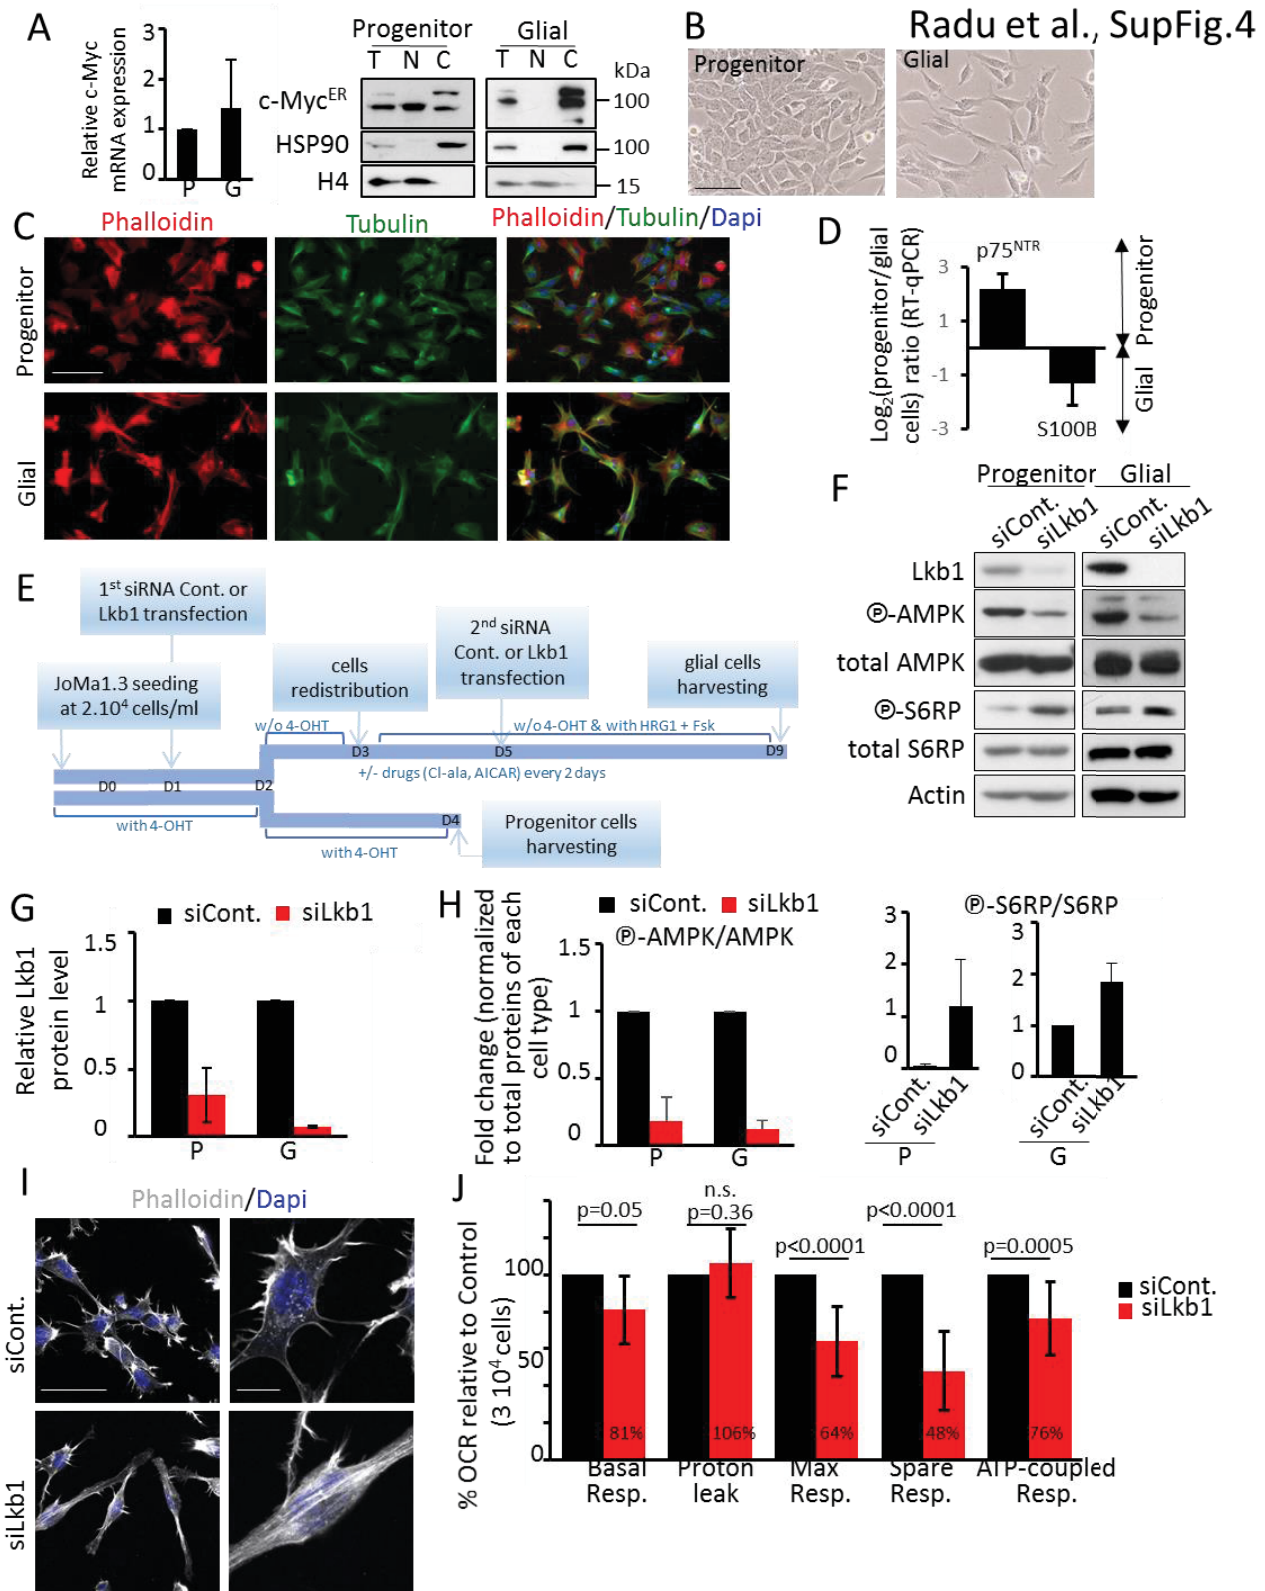 Radu et al., SupFig.4
A
Relative c-Myc
mRNA expression
3
2
1
0
P G
Progenitor Glial
T N C T N C
kDa
c-Myc^ER
100
HSP90
100
H4
15
B
Progenitor
Glial
C
Phalloidin
Tubulin
Phalloidin/Tubulin/Dapi
Progenitor
Glial
D
Log₂(progenitor/glial
cells) ratio (RT-qPCR)
3
1
-1
-3
p75^NTR
S100B
Progenitor
Glial
E
1st siRNA Cont. or
Lkb1 transfection
JoMa1.3 seeding
at 2.10⁴ cells/ml
cells
redistribution
2nd siRNA
Cont. or Lkb1
transfection
glial cells
harvesting
w/o 4-OHT
w/o 4-OHT & with HRG1 + Fsk
D3 D5 D9
+/- drugs (Cl-ala, AICAR) every 2 days
D0 D1 D2
with 4-OHT
D4
with 4-OHT
Progenitor cells
harvesting
F
Progenitor Glial
siCont. siLkb1 siCont. siLkb1
Lkb1
Ⓟ-AMPK
total AMPK
Ⓟ-S6RP
total S6RP
Actin
G
siCont. siLkb1
Relative Lkb1
protein level
1.5
1
0.5
0
P G
H
siCont. siLkb1
Ⓟ-AMPK/AMPK
Fold change (normalized
to total proteins of each
cell type)
1.5
1
0.5
0
P G
Ⓟ-S6RP/S6RP
3
2
1
0
siCont. siLkb1
P
3
2
1
0
siCont. siLkb1
G
I
Phalloidin/Dapi
siCont.
siLkb1
J
% OCR relative to Control
(3 10⁴ cells)
100
50
0
p=0.05
n.s.
p=0.36
p<0.0001
p<0.0001
p=0.0005
siCont.
siLkb1
81% 106% 64% 48% 76%
Basal
Resp.
Proton
leak
Max
Resp.
Spare
Resp.
ATP-coupled
Resp.